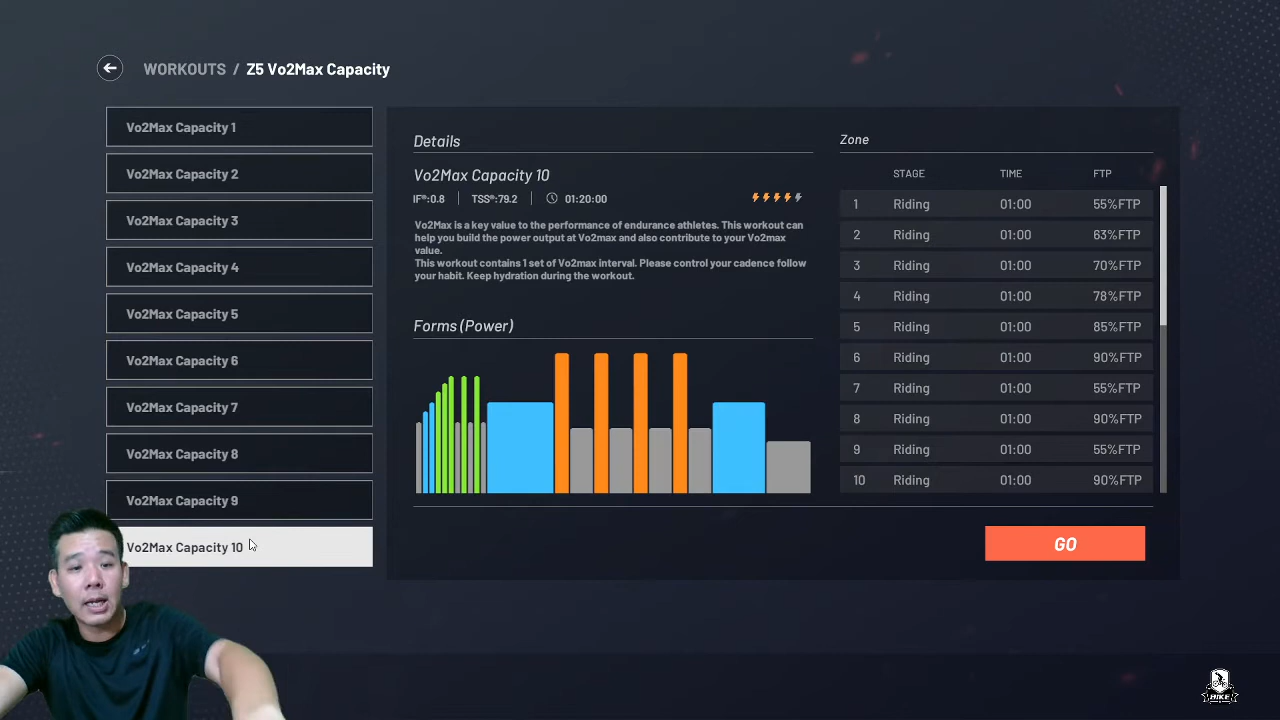 WORKOUTS / Z5 Vo2Max Capacity
Vo2Max Capacity 1
Vo2Max Capacity 2
Vo2Max Capacity 3
Vo2Max Capacity 4
Vo2Max Capacity 5
Vo2Max Capacity 6
Vo2Max Capacity 7
Vo2Max Capacity 8
Vo2Max Capacity 9
Vo2Max Capacity 10
Details
Vo2Max Capacity 10
IF®:0.8 | TSS®:79.2 | 01:20:00
Vo2Max is a key value to the performance of endurance athletes. This workout can
help you build the power output at Vo2max and also contribute to your Vo2max
value.
This workout contains 1 set of Vo2max interval. Please control your cadence follow
your habit. Keep hydration during the workout.
Forms (Power)
Zone
STAGE TIME FTP
1 Riding 01:00 55%FTP
2 Riding 01:00 63%FTP
3 Riding 01:00 70%FTP
4 Riding 01:00 78%FTP
5 Riding 01:00 85%FTP
6 Riding 01:00 90%FTP
7 Riding 01:00 55%FTP
8 Riding 01:00 90%FTP
9 Riding 01:00 55%FTP
10 Riding 01:00 90%FTP
GO
BIKE